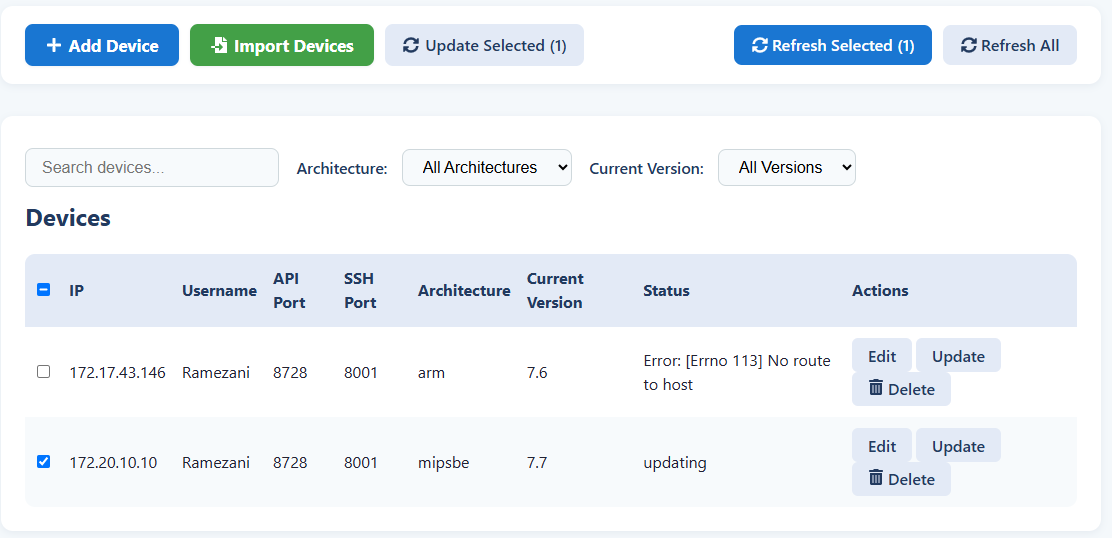 Add Device Import Devices Update Selected (1) Refresh Selected (1) Refresh All
Search devices... Architecture: All Architectures Current Version: All Versions
Devices
IP Username API Port SSH Port Architecture Current Version Status Actions
172.17.43.146 Ramezani 8728 8001 arm 7.6 Error: [Errno 113] No route to host Edit Update
Delete
172.20.10.10 Ramezani 8728 8001 mipsbe 7.7 updating Edit Update
Delete